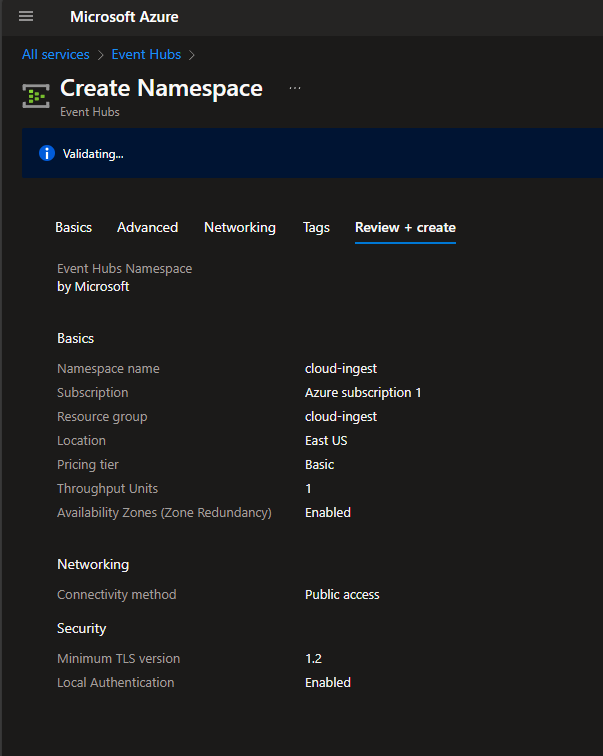 Microsoft Azure
All services > Event Hubs >
Create Namespace ...
Event Hubs
Validating...
Basics Advanced Networking Tags Review + create
Event Hubs Namespace
by Microsoft
Basics
Namespace name cloud-ingest
Subscription Azure subscription 1
Resource group cloud-ingest
Location East US
Pricing tier Basic
Throughput Units 1
Availability Zones (Zone Redundancy) Enabled
Networking
Connectivity method Public access
Security
Minimum TLS version 1.2
Local Authentication Enabled